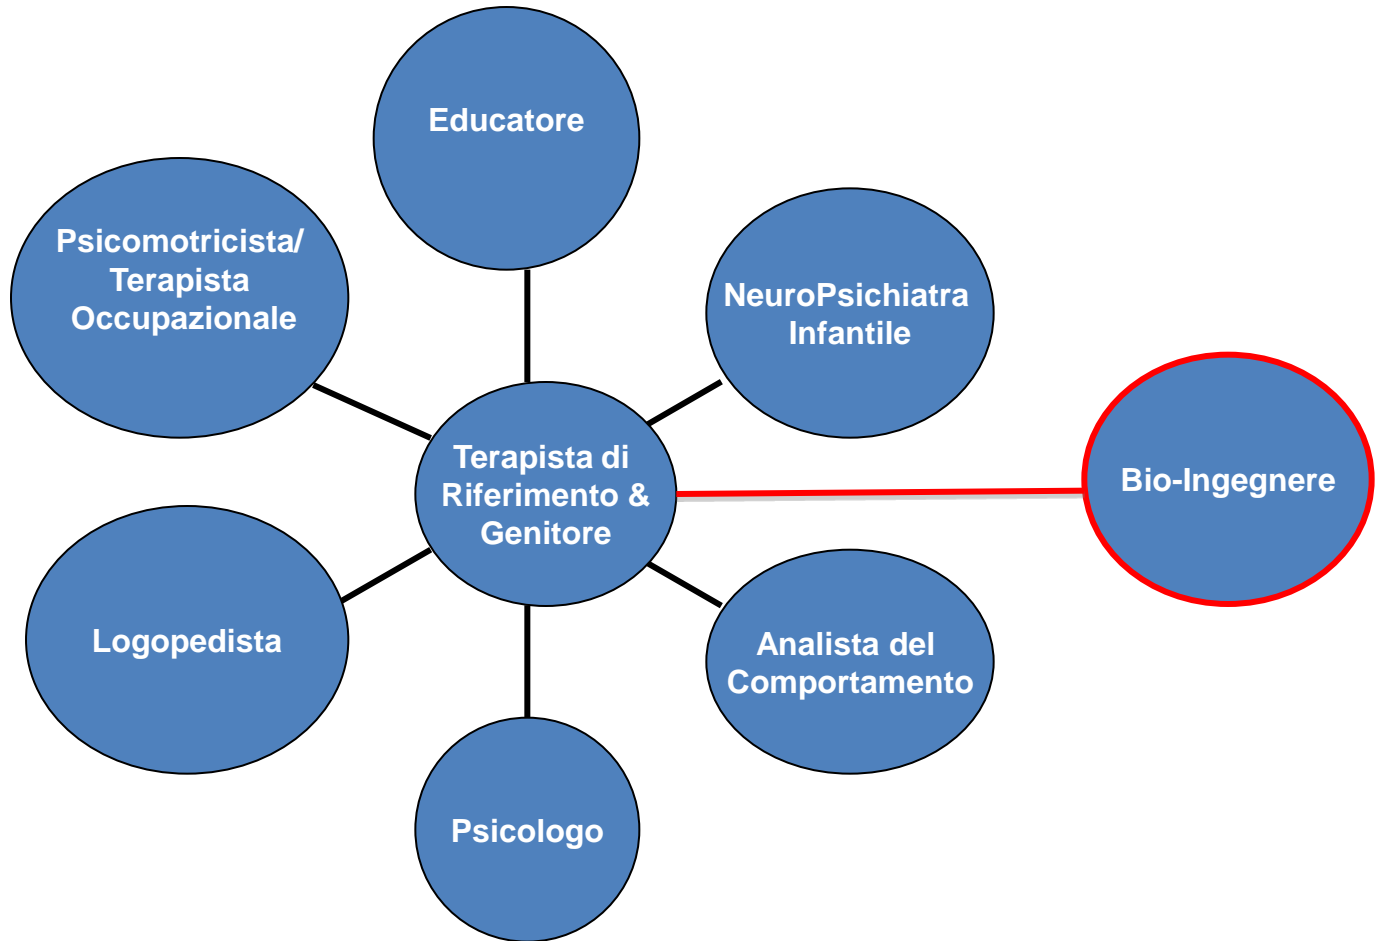 Educatore
Psicomotricista/
Terapista
Occupazionale
NeuroPsichiatra
Infantile
Terapista di
Riferimento &
Genitore
Bio-Ingegnere
Logopedista
Analista del
Comportamento
Psicologo